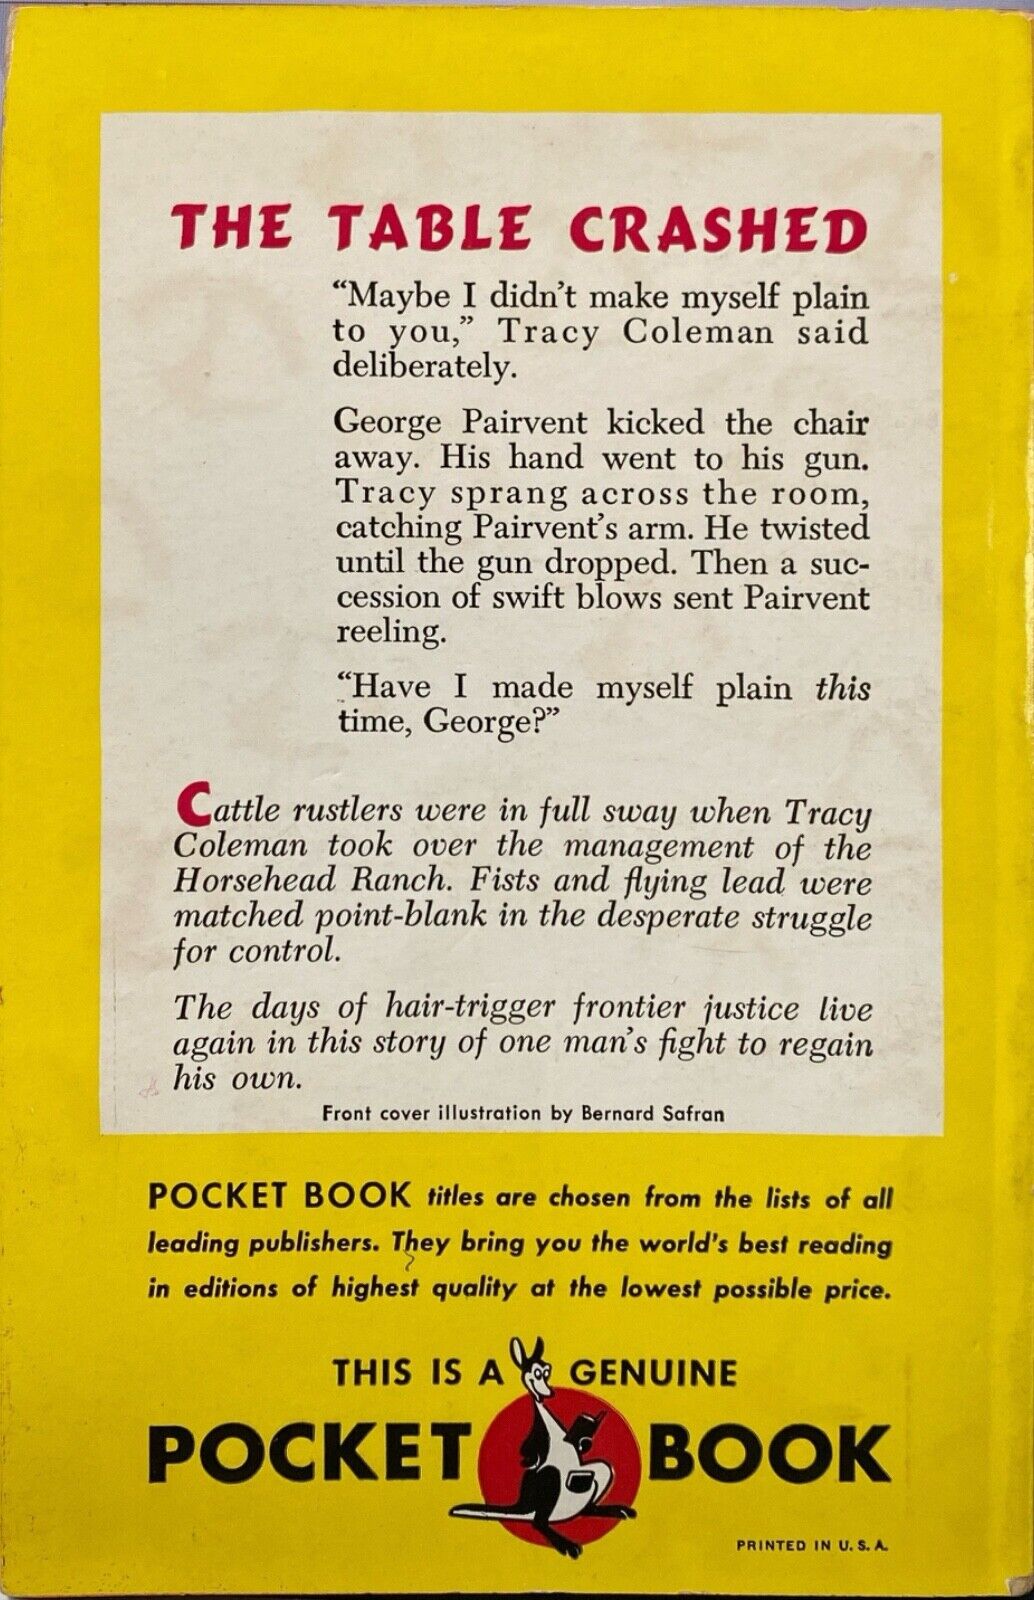 THE TABLE CRASHED
“Maybe I didn’t make myself plain
to you,” Tracy Coleman said
deliberately.
George Pairvent kicked the chair
away. His hand went to his gun.
Tracy sprang across the room,
catching Pairvent’s arm. He twisted
until the gun dropped. Then a suc-
cession of swift blows sent Pairvent
reeling.
“Have I made myself plain this
time, George?”
Cattle rustlers were in full sway when Tracy
Coleman took over the management of the
Horsehead Ranch. Fists and flying lead were
matched point-blank in the desperate struggle
for control.
The days of hair-trigger frontier justice live
again in this story of one man’s fight to regain
his own.
Front cover illustration by Bernard Safran
POCKET BOOK titles are chosen from the lists of all
leading publishers. They bring you the world’s best reading
in editions of highest quality at the lowest possible price.
THIS IS A GENUINE
POCKET BOOK
PRINTED IN U. S. A.